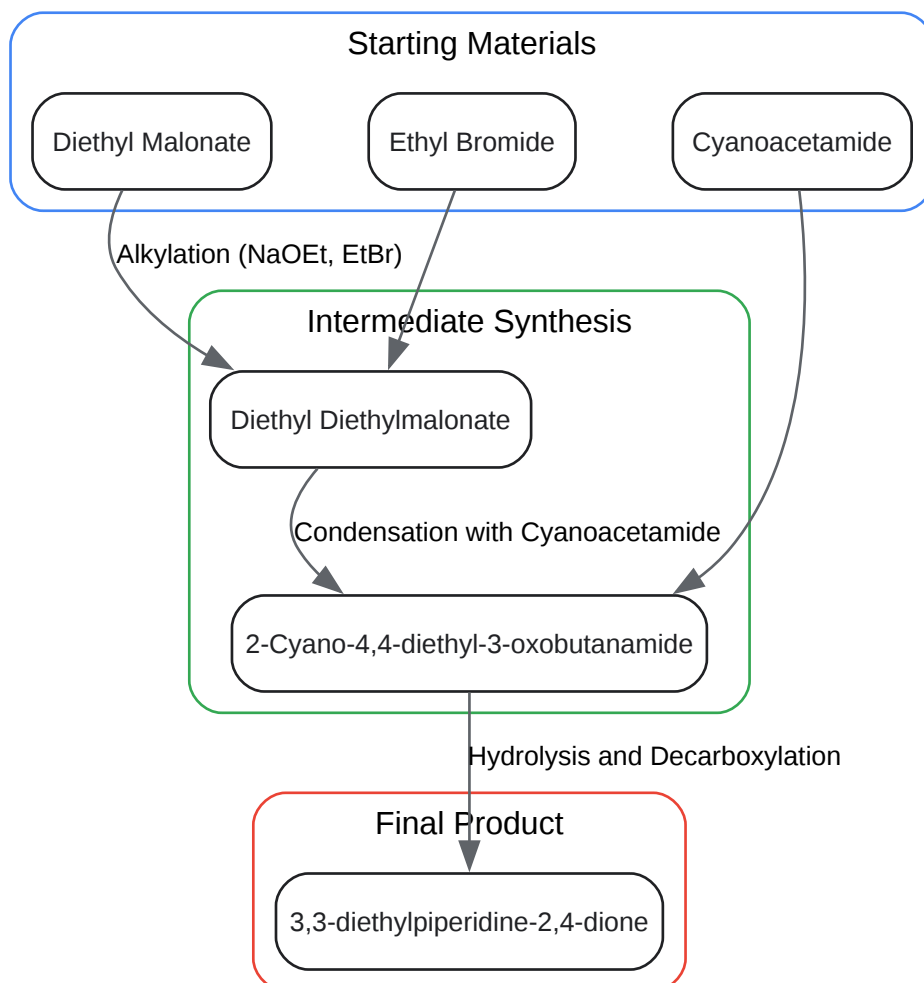 Starting Materials
Diethyl Malonate
Ethyl Bromide
Cyanoacetamide
Alkylation (NaOEt, EtBr)
Intermediate Synthesis
Diethyl Diethylmalonate
Condensation with Cyanoacetamide
2-Cyano-4,4-diethyl-3-oxobutanamide
Hydrolysis and Decarboxylation
Final Product
3,3-diethylpiperidine-2,4-dione